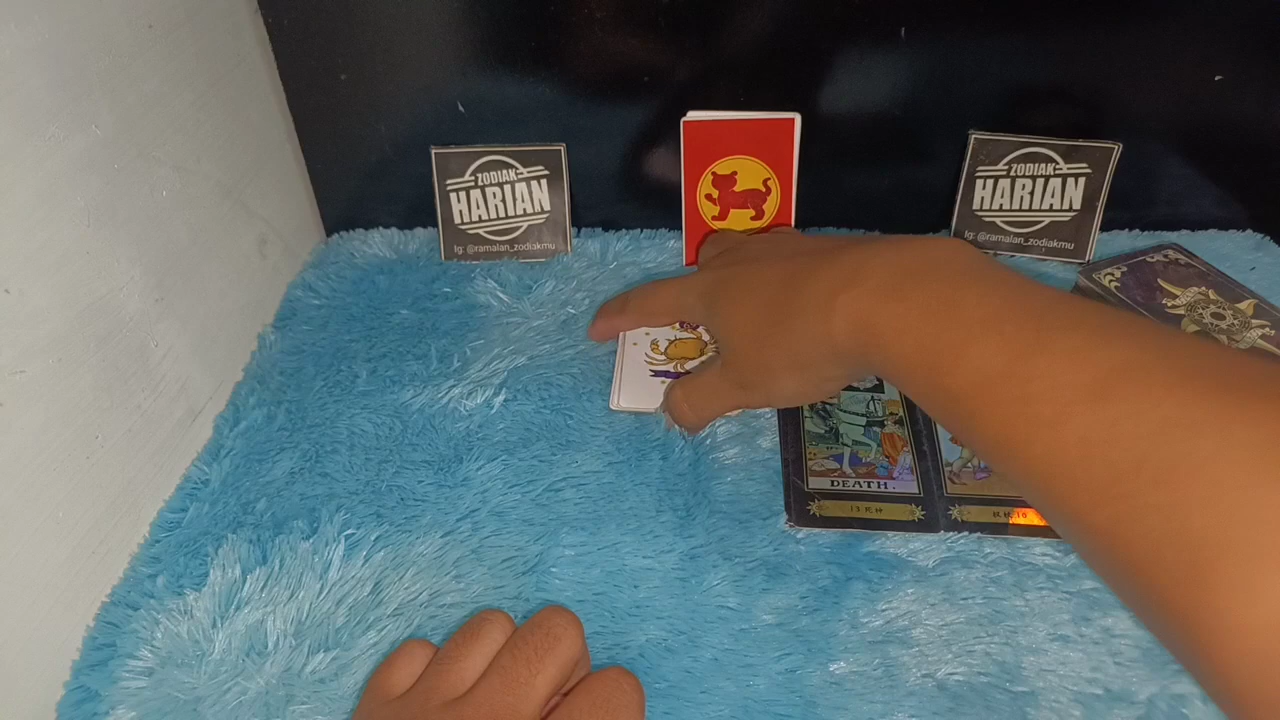 ZODIAK
HARIAN
Ig: @ramalan_zodiakmu
ZODIAK
HARIAN
Ig: @ramalan_zodiakmu
DEATH.
13 死神